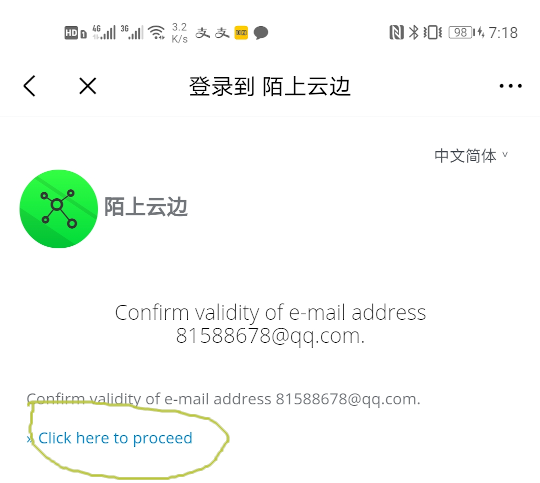 HD 1 4G 3G 3.2 K/s 支 支 98 7:18
登录到 陌上云边
中文简体
陌上云边
Confirm validity of e-mail address
81588678@qq.com.
Confirm validity of e-mail address 81588678@qq.com.
» Click here to proceed